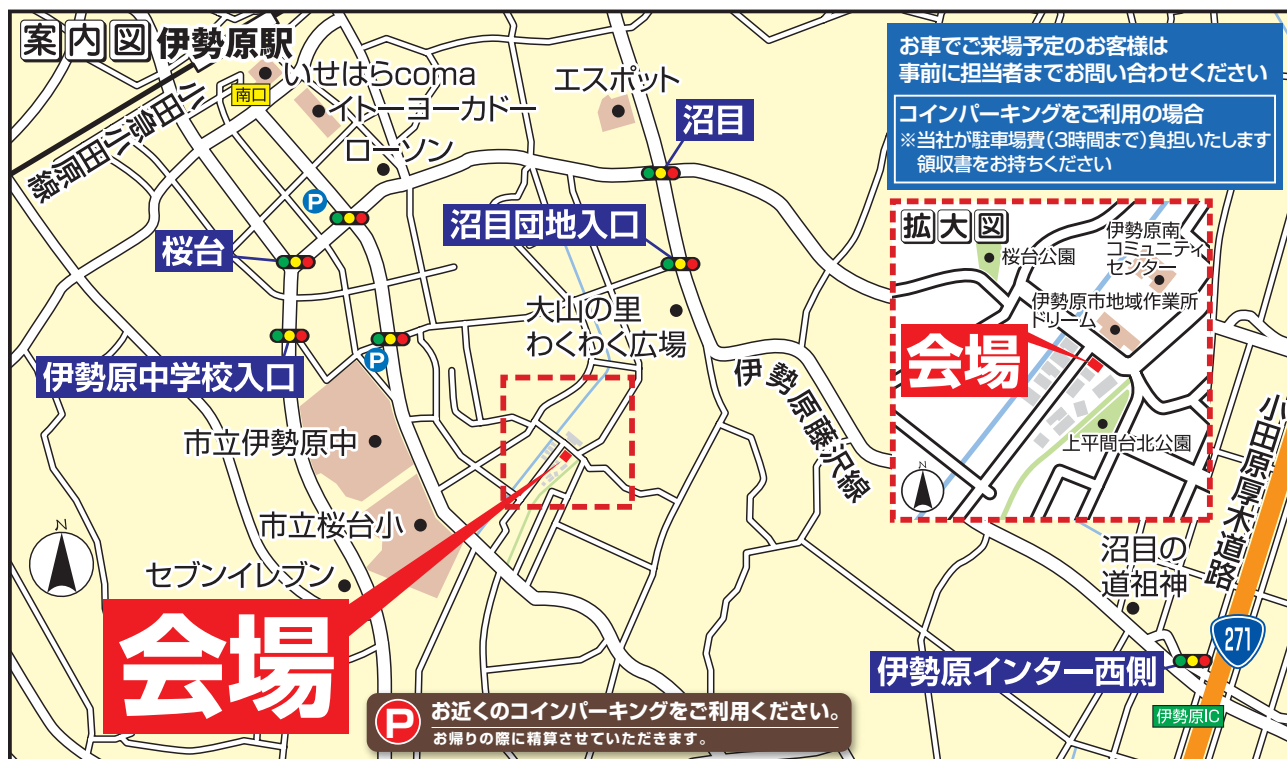 案内図
伊勢原駅
いせはらcoma
南口
イトーヨーカドー
ローソン
小田急小田原線
エスポット
沼目
P
桜台
沼目団地入口
大山の里
わくわく広場
伊勢原中学校入口
P
伊勢原藤沢線
市立伊勢原中
市立桜台小
N
セブンイレブン
会場
P
お近くのコインパーキングをご利用ください。
お帰りの際に精算させていただきます。
お車でご来場予定のお客様は
事前に担当者までお問い合わせください
コインパーキングをご利用の場合
※当社が駐車場費(3時間まで)負担いたします
領収書をお持ちください
拡大図
桜台公園
伊勢原南
コミュニティ
センター
伊勢原市地域作業所
ドリーム
会場
上平間台北公園
N
小田原厚木道路
沼目の
道祖神
271
伊勢原インター西側
伊勢原IC